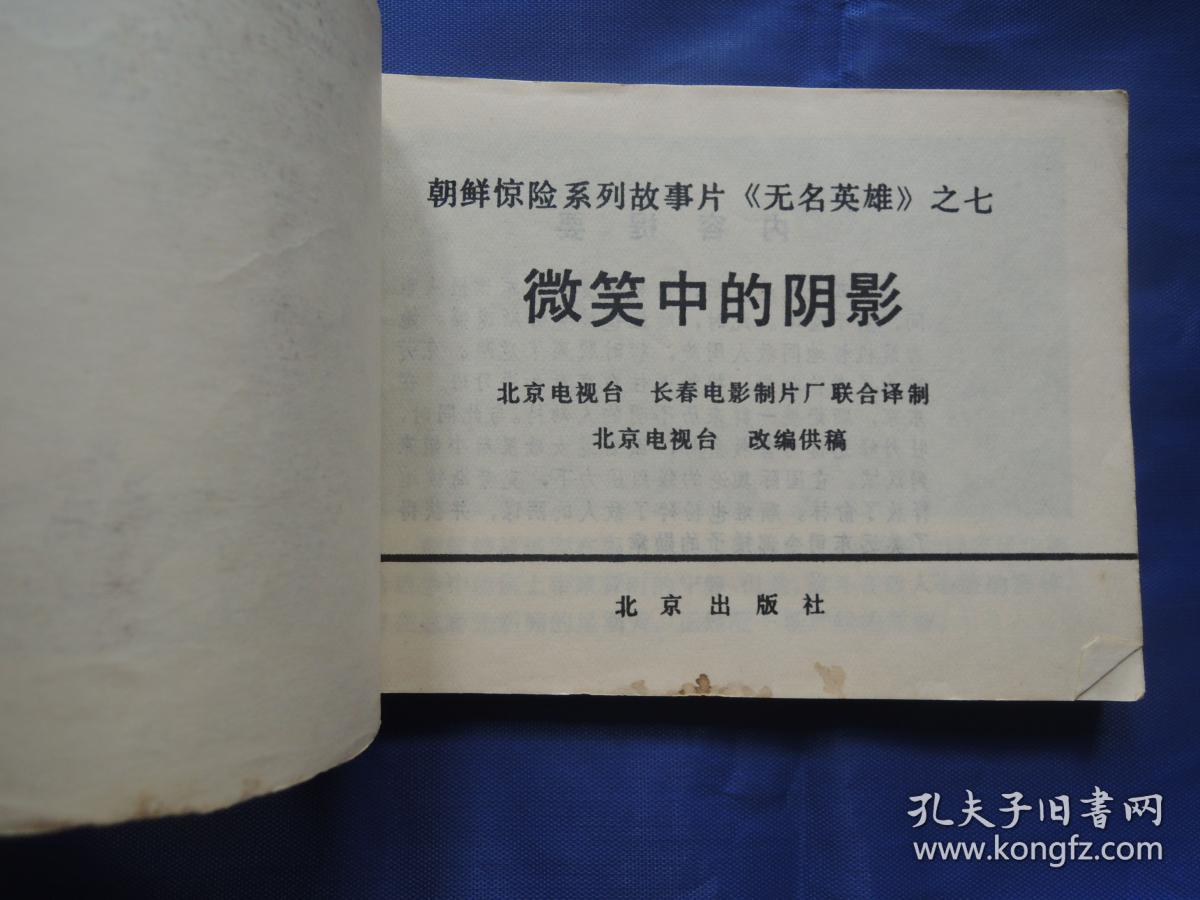 朝鲜惊险系列故事片《无名英雄》之七
微笑中的阴影
北京电视台 长春电影制片厂联合译制
北京电视台 改编供稿
北京出版社
孔夫子旧书网
www.kongfz.com